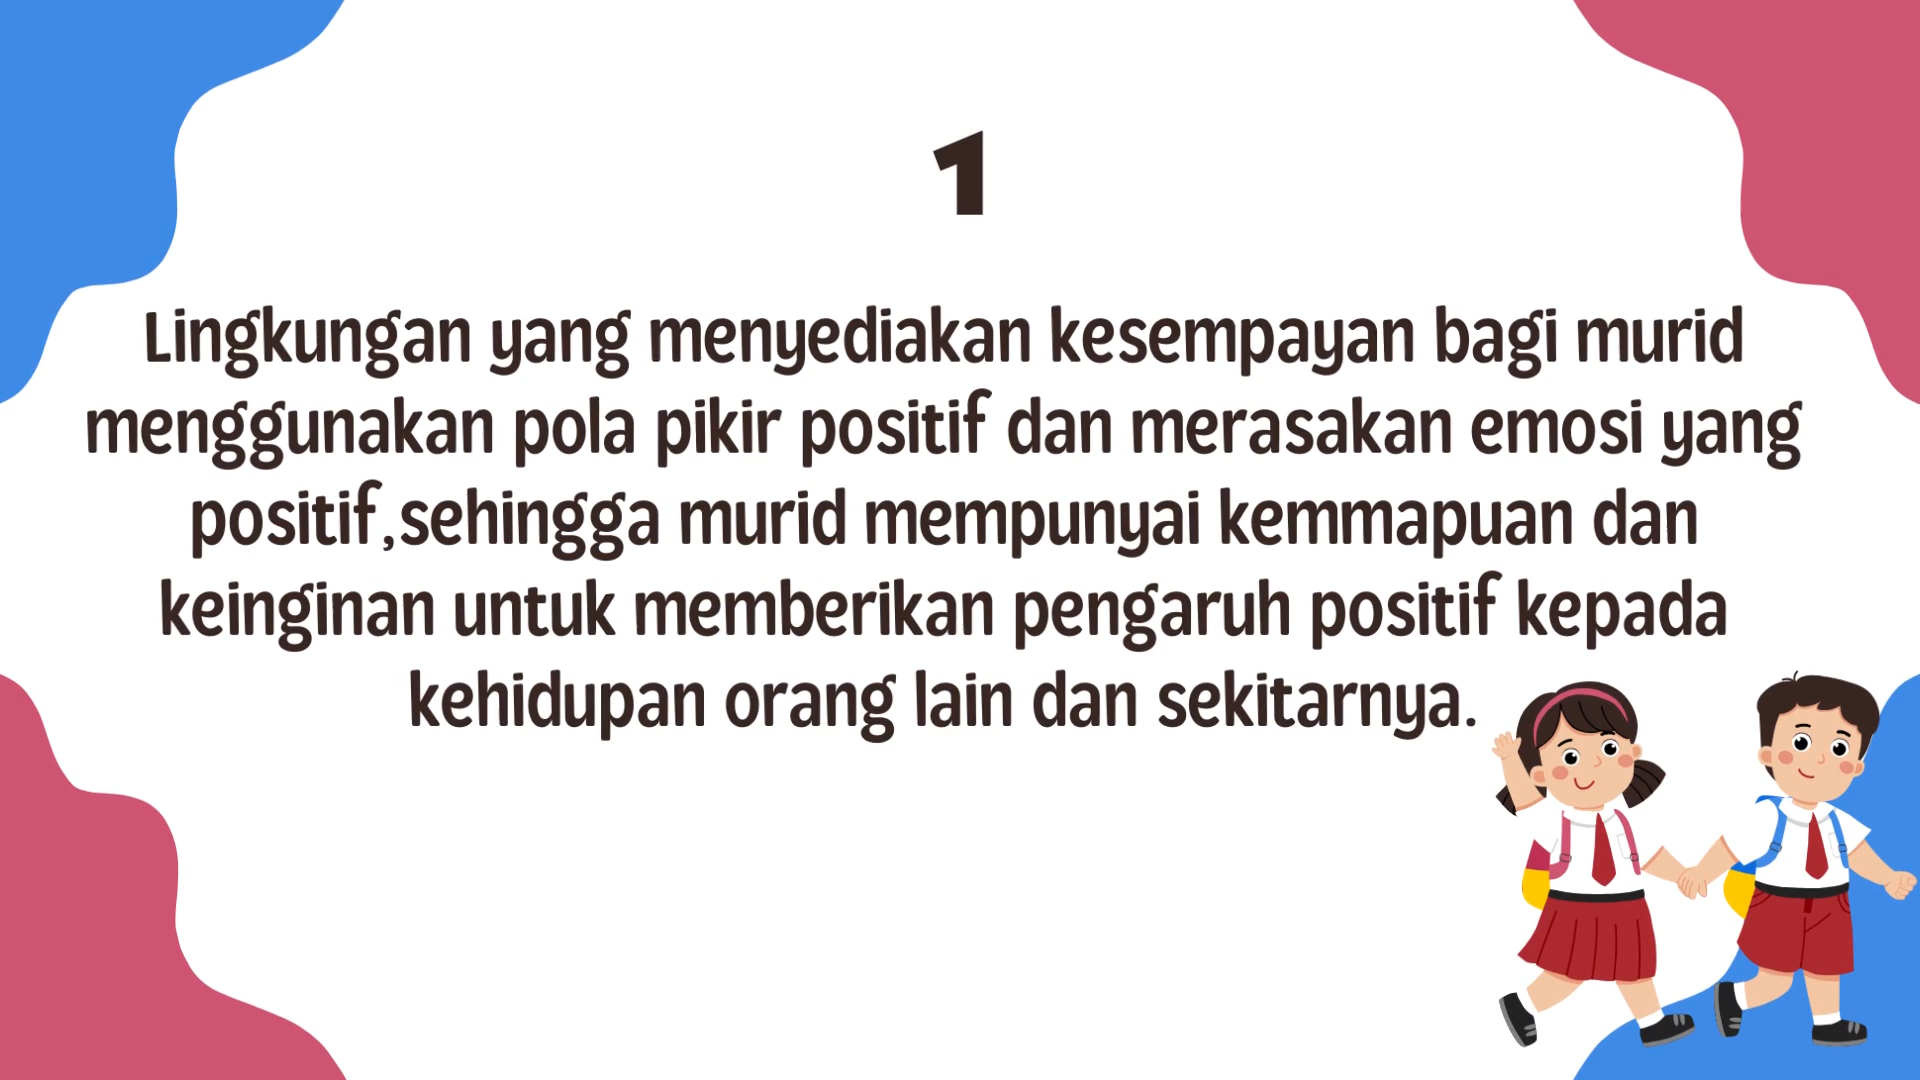 1
Lingkungan yang menyediakan kesempayan bagi murid
menggunakan pola pikir positif dan merasakan emosi yang
positif,sehingga murid mempunyai kemmapuan dan
keinginan untuk memberikan pengaruh positif kepada
kehidupan orang lain dan sekitarnya.